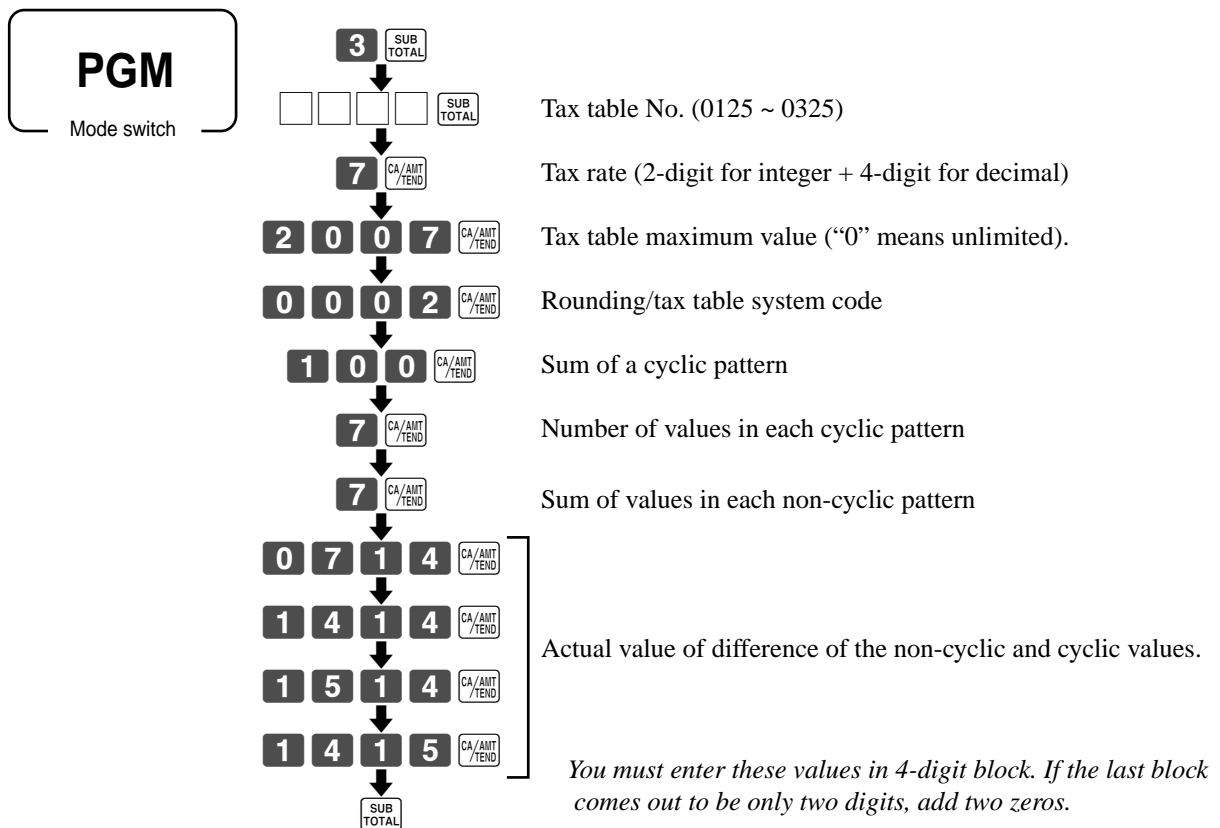 PGM
Mode switch
3 SUB TOTAL
SUB TOTAL Tax table No. (0125 ~ 0325)
7 CA/AMT /TEND Tax rate (2-digit for integer + 4-digit for decimal)
2 0 0 7 CA/AMT /TEND Tax table maximum value (“0” means unlimited).
0 0 0 2 CA/AMT /TEND Rounding/tax table system code
1 0 0 CA/AMT /TEND Sum of a cyclic pattern
7 CA/AMT /TEND Number of values in each cyclic pattern
7 CA/AMT /TEND Sum of values in each non-cyclic pattern
0 7 1 4 CA/AMT /TEND
1 4 1 4 CA/AMT /TEND
Actual value of difference of the non-cyclic and cyclic values.
1 5 1 4 CA/AMT /TEND
1 4 1 5 CA/AMT /TEND
You must enter these values in 4-digit block. If the last block
comes out to be only two digits, add two zeros.
SUB TOTAL